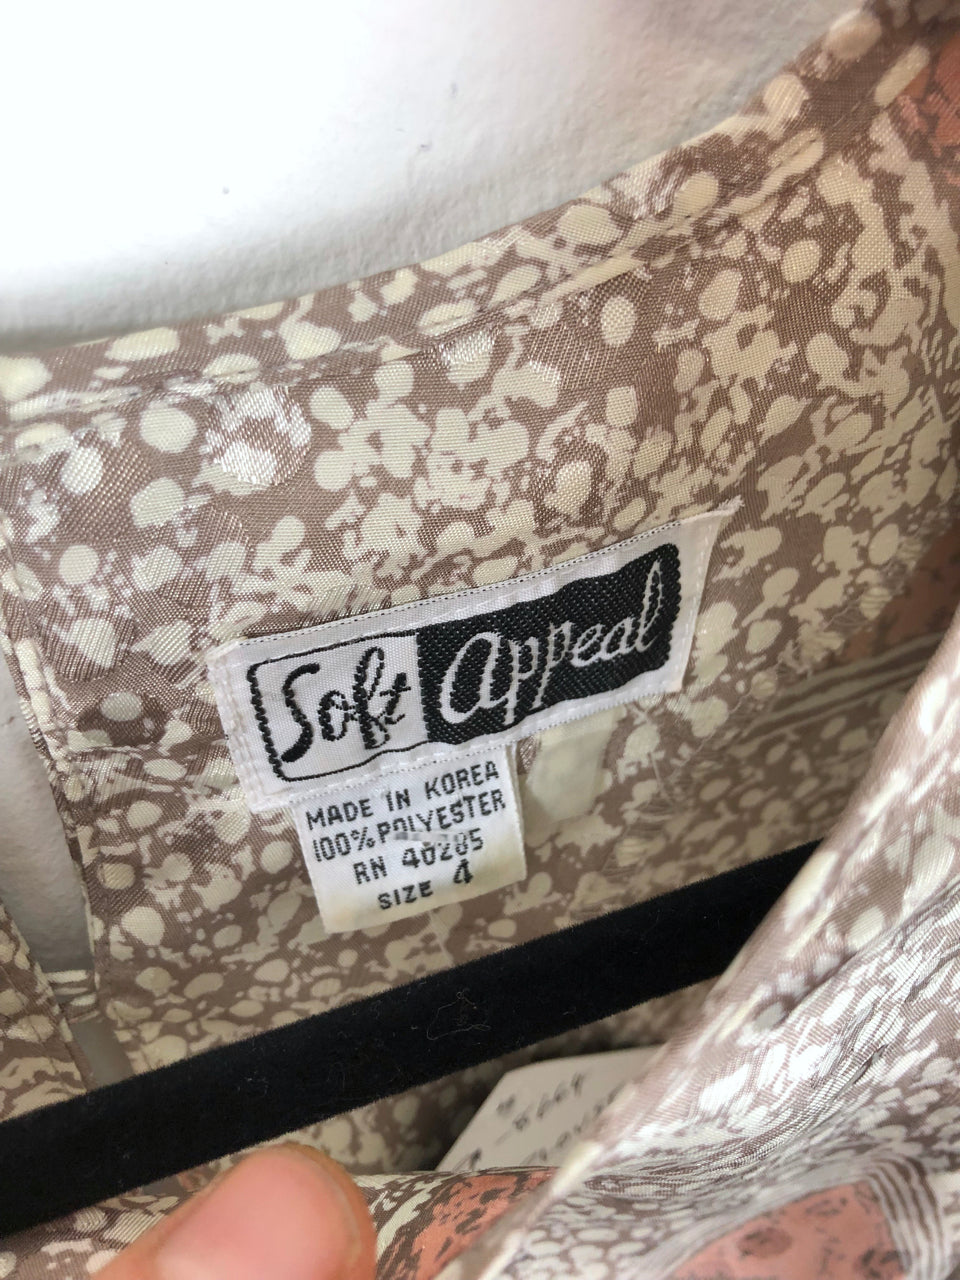 Soft Appeal
MADE IN KOREA
100% POLYESTER
RN 40285
SIZE 4